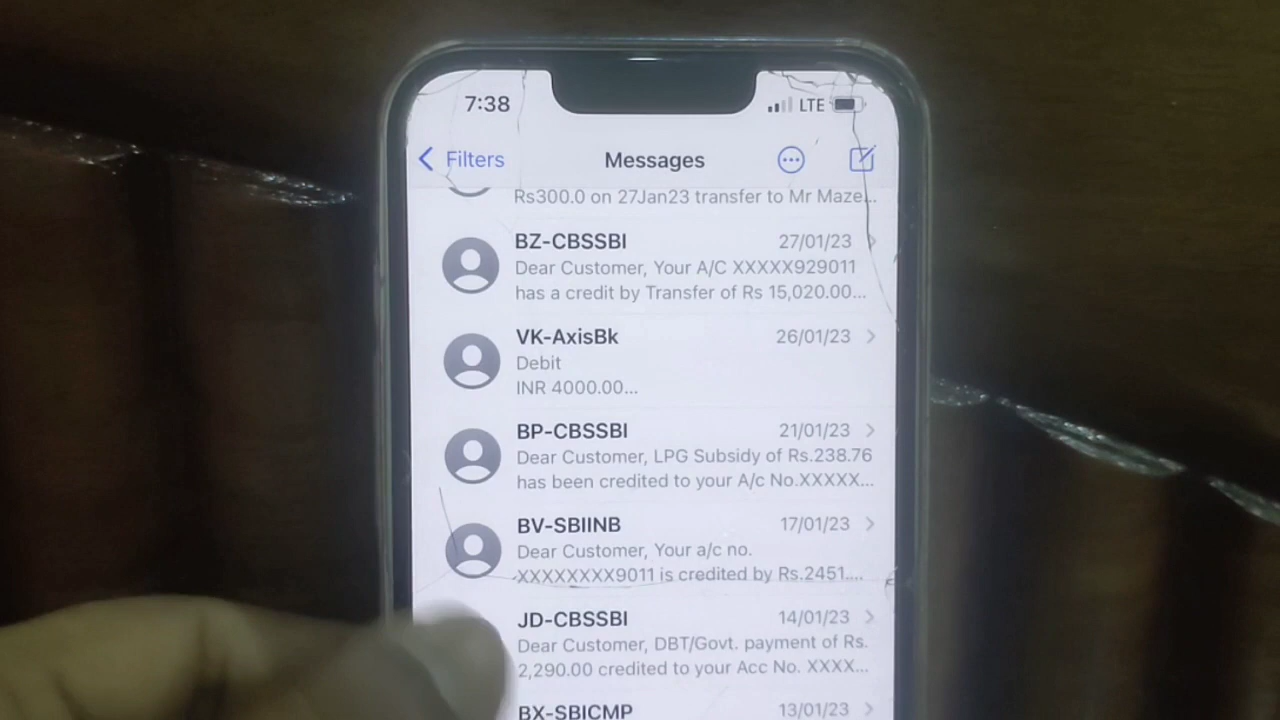 7:38
LTE
Filters
Messages
Rs300.0 on 27Jan23 transfer to Mr Maze...
BZ-CBSSBI
27/01/23
Dear Customer, Your A/C XXXXX929011
has a credit by Transfer of Rs 15,020.00...
VK-AxisBk
26/01/23
Debit
INR 4000.00...
BP-CBSSBI
21/01/23
Dear Customer, LPG Subsidy of Rs.238.76
has been credited to your A/c No.XXXXX...
BV-SBIINB
17/01/23
Dear Customer, Your a/c no.
XXXXXXXX9011 is credited by Rs.2451....
JD-CBSSBI
14/01/23
Dear Customer, DBT/Govt. payment of Rs.
2,290.00 credited to your Acc No. XXXX...
BX-SBICMP
13/01/23